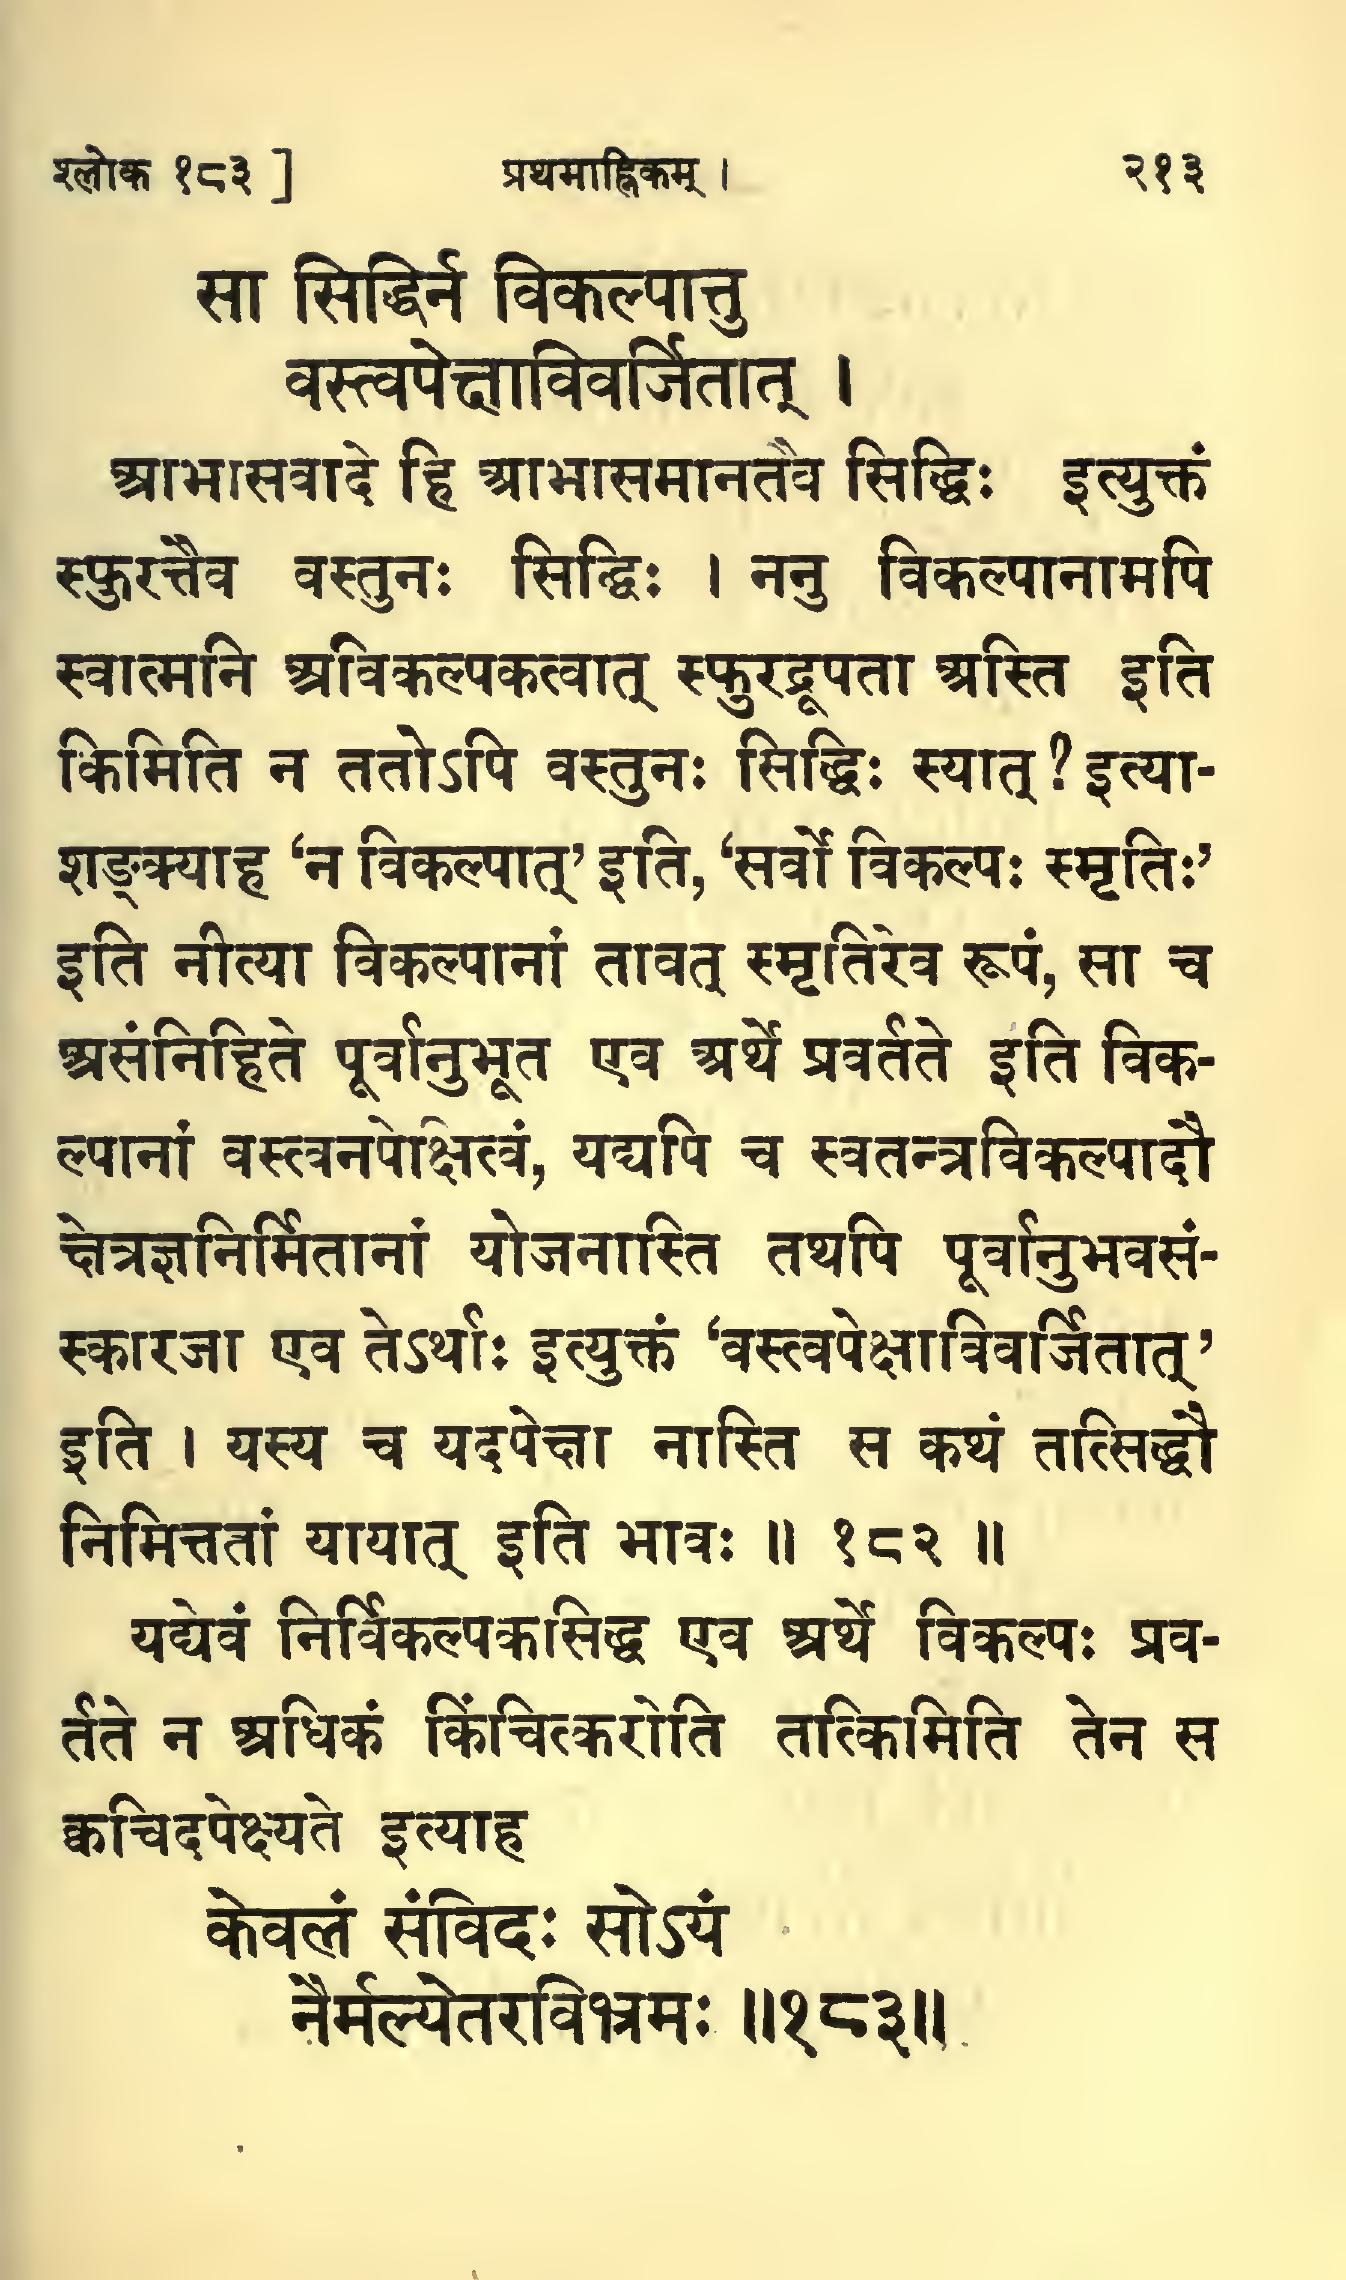 श्लोक १८३ ] प्रथमाह्निकम् । २१३
सा सिद्धिर्न विकल्पात्तु
वस्त्वपेक्षाविवर्जितात् ।
आभासवादे हि आभासमानतैव सिद्धिः इत्युक्तं
स्फुरत्तैव वस्तुनः सिद्धिः । ननु विकल्पानामपि
स्वात्मनि अविकल्पकत्वात् स्फुरद्रूपता अस्ति इति
किमिति न ततोऽपि वस्तुनः सिद्धिः स्यात् ? इत्या-
शङ्क्याह ‘न विकल्पात्’ इति, ‘सर्वो विकल्पः स्मृतिः’
इति नीत्या विकल्पानां तावत् स्मृतिरेव रूपं, सा च
असंनिहिते पूर्वानुभूत एव अर्थे प्रवर्तते इति विक-
ल्पानां वस्त्वनपेक्षित्वं, यद्यपि च स्वतन्त्रविकल्पादौ
क्षेत्रज्ञनिर्मितानां योजनास्ति तथपि पूर्वानुभवसं-
स्कारजा एव तेऽर्थाः इत्युक्तं ‘वस्त्वपेक्षाविवर्जितात्’
इति । यस्य च यदपेक्षा नास्ति स कथं तत्सिद्धौ
निमित्ततां यायात् इति भावः ॥ १८२ ॥
यद्येवं निर्विकल्पकसिद्ध एव अर्थे विकल्पः प्रव-
र्तते न अधिकं किंचित्करोति तत्किमिति तेन स
क्वचिदपेक्ष्यते इत्याह
केवलं संविदः सोऽयं
नैर्मल्येतरविभ्रमः ॥१८३॥